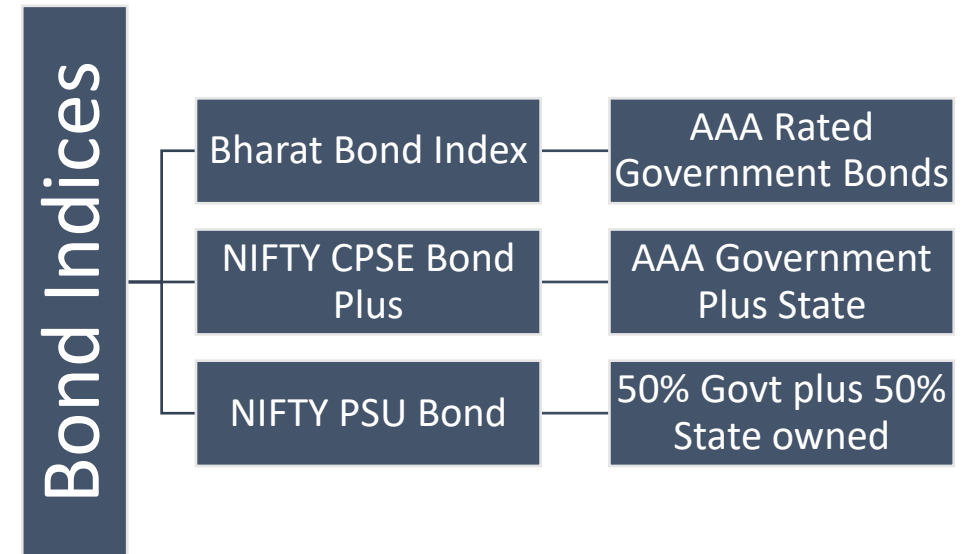 Bond Indices
Bharat Bond Index
AAA Rated
Government Bonds
NIFTY CPSE Bond
Plus
AAA Government
Plus State
NIFTY PSU Bond
50% Govt plus 50%
State owned